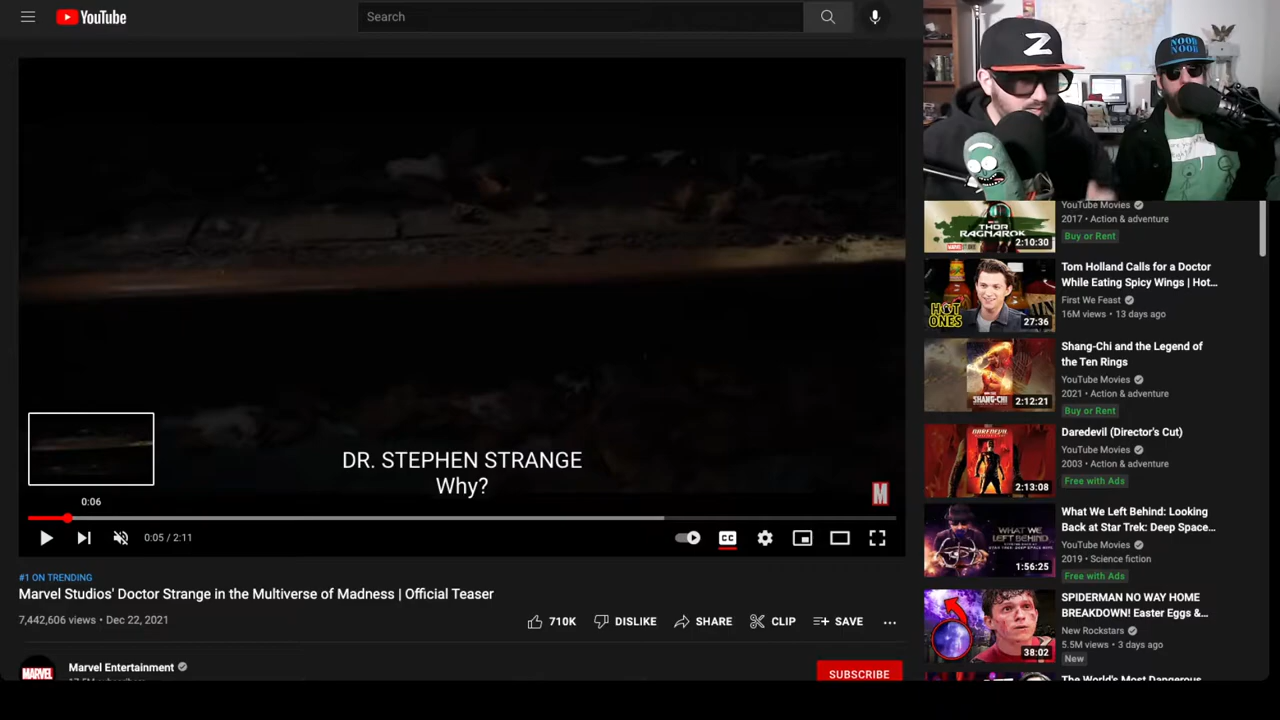 YouTube
Search
Z
NOOB
NOOB
DR. STEPHEN STRANGE
Why?
M
0:06
0:05 / 2:11
CC
#1 ON TRENDING
Marvel Studios' Doctor Strange in the Multiverse of Madness | Official Teaser
7,442,606 views • Dec 22, 2021
710K
DISLIKE
SHARE
CLIP
SAVE
MARVEL
Marvel Entertainment
SUBSCRIBE
THOR
RAGNAROK
2:10:30
YouTube Movies
2017 • Action & adventure
Buy or Rent
HOT
ONES
27:36
Tom Holland Calls for a Doctor
While Eating Spicy Wings | Hot...
First We Feast
16M views • 13 days ago
SHANG-CHI
2:12:21
Shang-Chi and the Legend of
the Ten Rings
YouTube Movies
2021 • Action & adventure
Buy or Rent
DAREDEVIL
2:13:08
Daredevil (Director's Cut)
YouTube Movies
2003 • Action & adventure
Free with Ads
WHAT WE
LEFT BEHIND
1:56:25
What We Left Behind: Looking
Back at Star Trek: Deep Space...
YouTube Movies
2019 • Science fiction
Free with Ads
38:02
SPIDERMAN NO WAY HOME
BREAKDOWN! Easter Eggs &...
New Rockstars
5.5M views • 3 days ago
New
The World's Most Dangerous